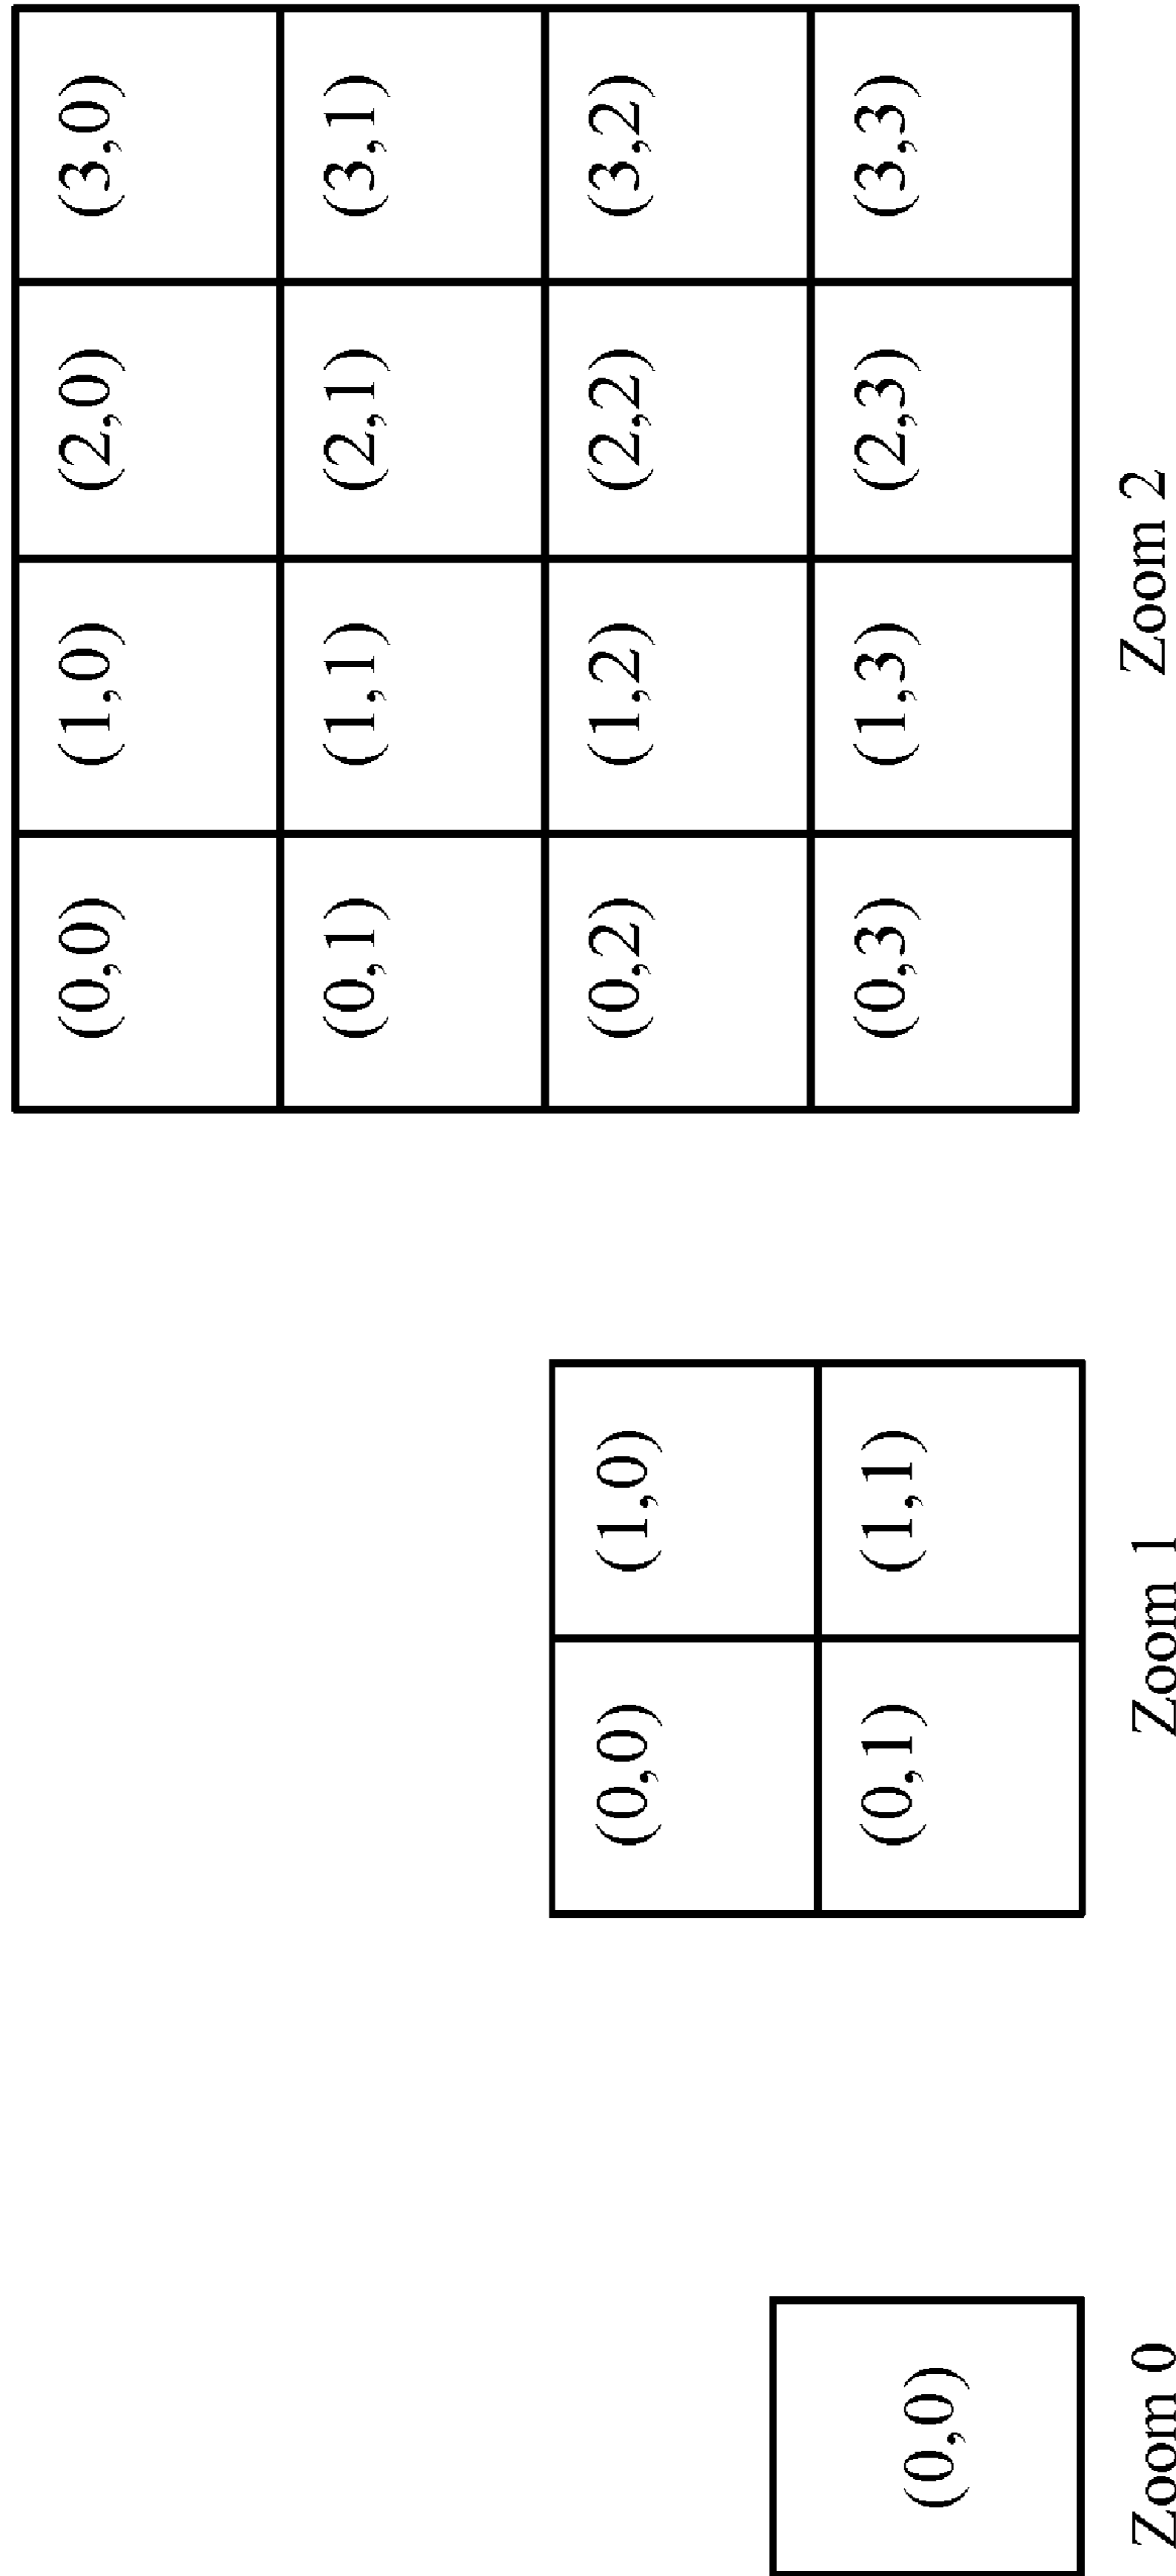 (0,0)
Zoom 0
(0,0) (1,0)
(0,1) (1,1)
Zoom 1
(0,0) (1,0) (2,0) (3,0)
(0,1) (1,1) (2,1) (3,1)
(0,2) (1,2) (2,2) (3,2)
(0,3) (1,3) (2,3) (3,3)
Zoom 2